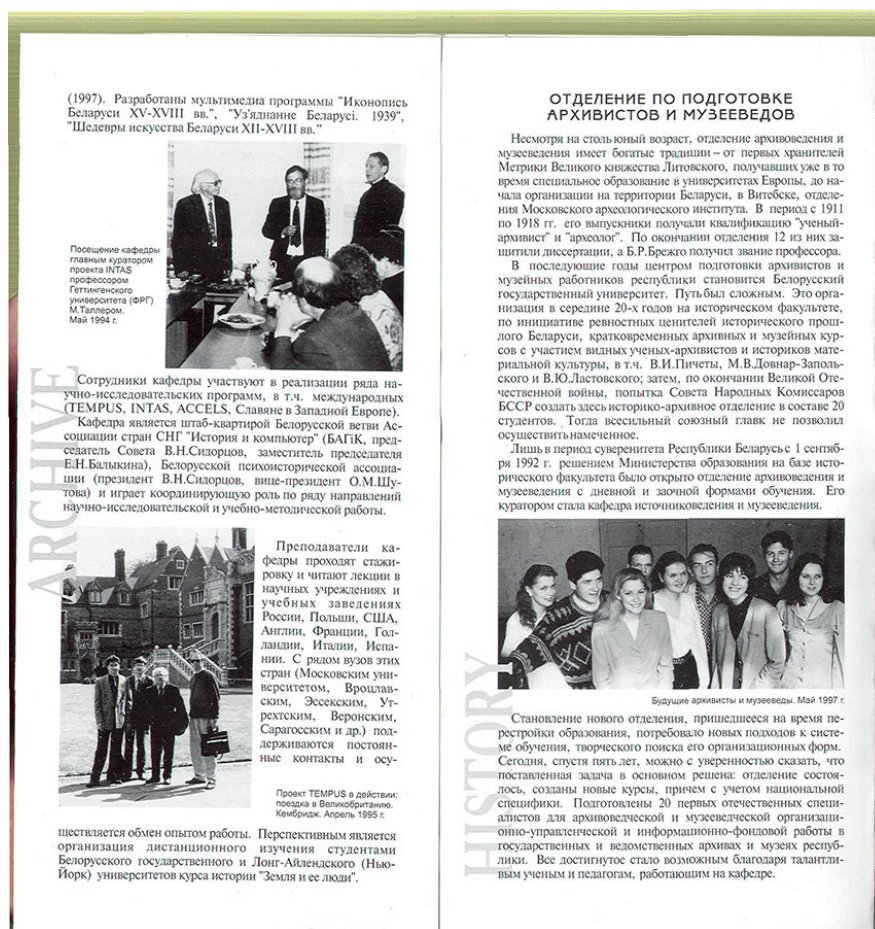 (1997). Разработаны мультимедиа программы "Иконопись
Беларуси XV-XVIII вв.", "Уз'яднанне Беларусі. 1939",
"Шедевры искусства Беларуси XII-XVIII вв."
Посещение кафедры
главным куратором
проекта INTAS
профессором
Геттингенского
университета (ФРГ)
М.Таллером.
Май 1994 г.
ARCHIVE
Сотрудники кафедры участвуют в реализации ряда на-
учно-исследовательских программ, в т.ч. международных
(TEMPUS, INTAS, ACCELS, Славяне в Западной Европе).
Кафедра является штаб-квартирой Белорусской ветви Ас-
социации стран СНГ "История и компьютер" (БАГіК, пред-
седатель Совета В.Н.Сидорцов, заместитель председателя
Е.Н.Балыкина), Белорусской психоисторической ассоциа-
ции (президент В.Н.Сидорцов, вице-президент О.М.Шу-
това) и играет координирующую роль по ряду направлений
научно-исследовательской и учебно-методической работы.
Преподаватели ка-
федры проходят стажи-
ровку и читают лекции в
научных учреждениях и
учебных заведениях
России, Польши, США,
Англии, Франции, Гол-
ландии, Италии, Испа-
нии. С рядом вузов этих
стран (Московским уни-
верситетом, Вроцлав-
ским, Эссекским, Ут-
рехтским, Веронским,
Сарагосским и др.) под-
держиваются постоян-
ные контакты и осу-
Проект TEMPUS в действии:
поездка в Великобританию.
Кембридж. Апрель 1995 г.
ществляется обмен опытом работы. Перспективным является
организация дистанционного изучения студентами
Белорусского государственного и Лонг-Айлендского (Нью-
Йорк) университетов курса истории "Земля и ее люди".
ОТДЕЛЕНИЕ ПО ПОДГОТОВКЕ
АРХИВИСТОВ И МУЗЕЕВЕДОВ
Несмотря на столь юный возраст, отделение архивоведения и
музееведения имеет богатые традиции – от первых хранителей
Метрики Великого княжества Литовского, получавших уже в то
время специальное образование в университетах Европы, до на-
чала организации на территории Беларуси, в Витебске, отделе-
ния Московского археологического института. В период с 1911
по 1918 гг. его выпускники получали квалификацию "ученый-
архивист" и "археолог". По окончании отделения 12 из них за-
щитили диссертации, а Б.Р.Брежго получил звание профессора.
В последующие годы центром подготовки архивистов и
музейных работников республики становится Белорусский
государственный университет. Путь был сложным. Это орга-
низация в середине 20-х годов на историческом факультете,
по инициативе ревностных ценителей исторического прош-
лого Беларуси, кратковременных архивных и музейных кур-
сов с участием видных ученых-архивистов и историков мате-
риальной культуры, в т.ч. В.И.Пичеты, М.В.Довнар-Заполь-
ского и В.Ю.Ластовского; затем, по окончании Великой Оте-
чественной войны, попытка Совета Народных Комиссаров
БССР создать здесь историко-архивное отделение в составе 20
студентов. Тогда всесильный союзный главк не позволил
осуществить намеченное.
Лишь в период суверенитета Республики Беларусь с 1 сентяб-
ря 1992 г. решением Министерства образования на базе исто-
рического факультета было открыто отделение архивоведения и
музееведения с дневной и заочной формами обучения. Его
куратором стала кафедра источниковедения и музееведения.
HISTORY
Будущие архивисты и музееведы. Май 1997 г.
Становление нового отделения, пришедшееся на время пе-
рестройки образования, потребовало новых подходов к систе-
ме обучения, творческого поиска его организационных форм.
Сегодня, спустя пять лет, можно с уверенностью сказать, что
поставленная задача в основном решена: отделение состоя-
лось, созданы новые курсы, причем с учетом национальной
специфики. Подготовлены 20 первых отечественных специ-
алистов для архивоведческой и музееведческой организаци-
онно-управленческой и информационно-фондовой работы в
государственных и ведомственных архивах и музеях респуб-
лики. Все достигнутое стало возможным благодаря талантли-
вым ученым и педагогам, работающим на кафедре.